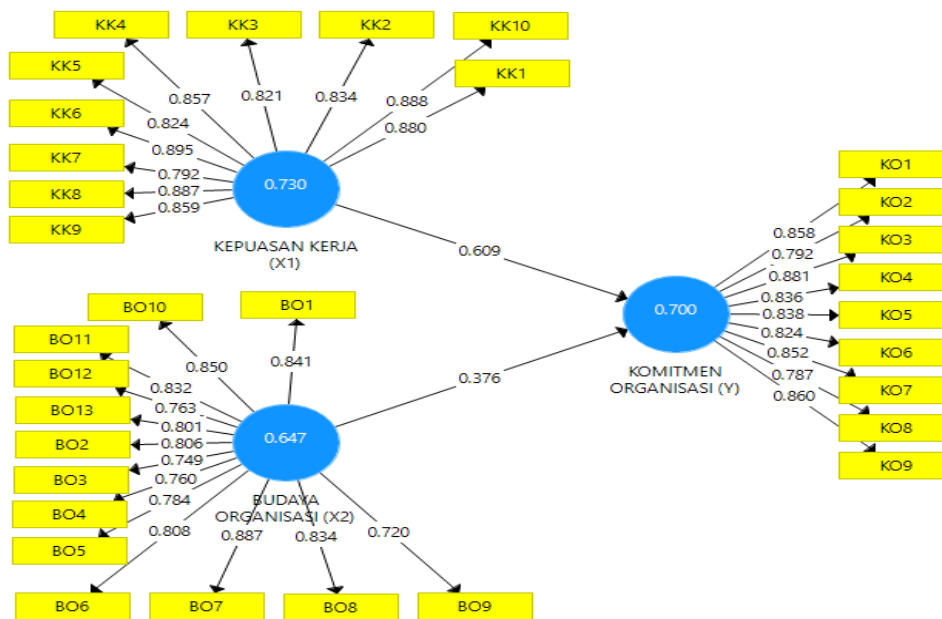 KK4
KK3
KK2
KK10
KK5
KK1
KK6
KK7
KK8
KK9
0.857
0.821
0.834
0.888
0.880
0.824
0.895
0.792
0.887
0.859
0.730
KEPUASAN KERJA
(X1)
0.609
KO1
KO2
KO3
KO4
KO5
KO6
KO7
KO8
KO9
0.858
0.792
0.881
0.836
0.838
0.824
0.852
0.787
0.860
0.700
KOMITMEN
ORGANISASI (Y)
0.376
BO10
BO1
BO11
BO12
BO13
BO2
BO3
BO4
BO5
BO6
BO7
BO8
BO9
0.850
0.841
0.832
0.763
0.801
0.806
0.749
0.760
0.784
0.808
0.887
0.834
0.720
0.647
BUDAYA
ORGANISASI (X2)